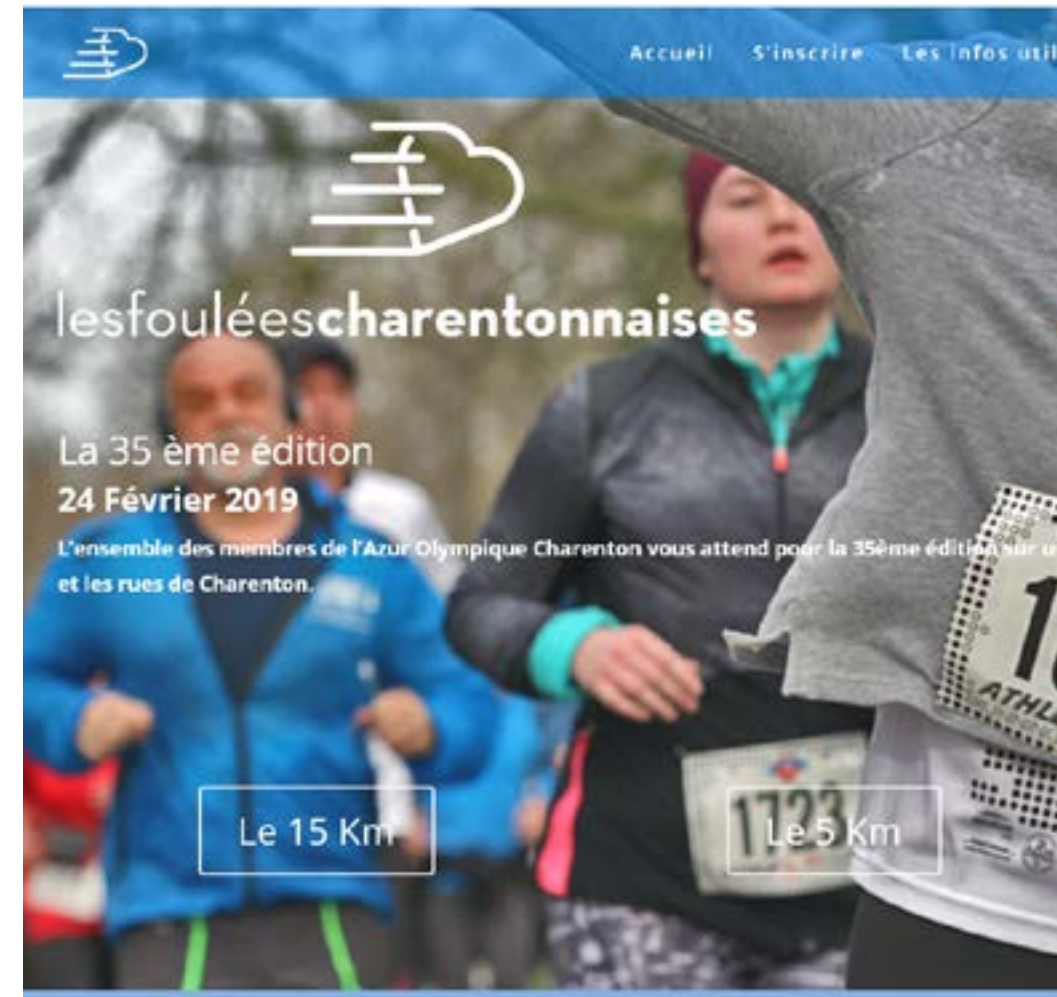 Accueil S'inscrire Les infos util
lesfouléescharentonnaises
La 35 ème édition
24 Février 2019
L'ensemble des membres de l'Azur Olympique Charenton vous attend pour la 35ème édition sur u
et les rues de Charenton.
Le 15 Km
1723
Le 5 Km
ATHL